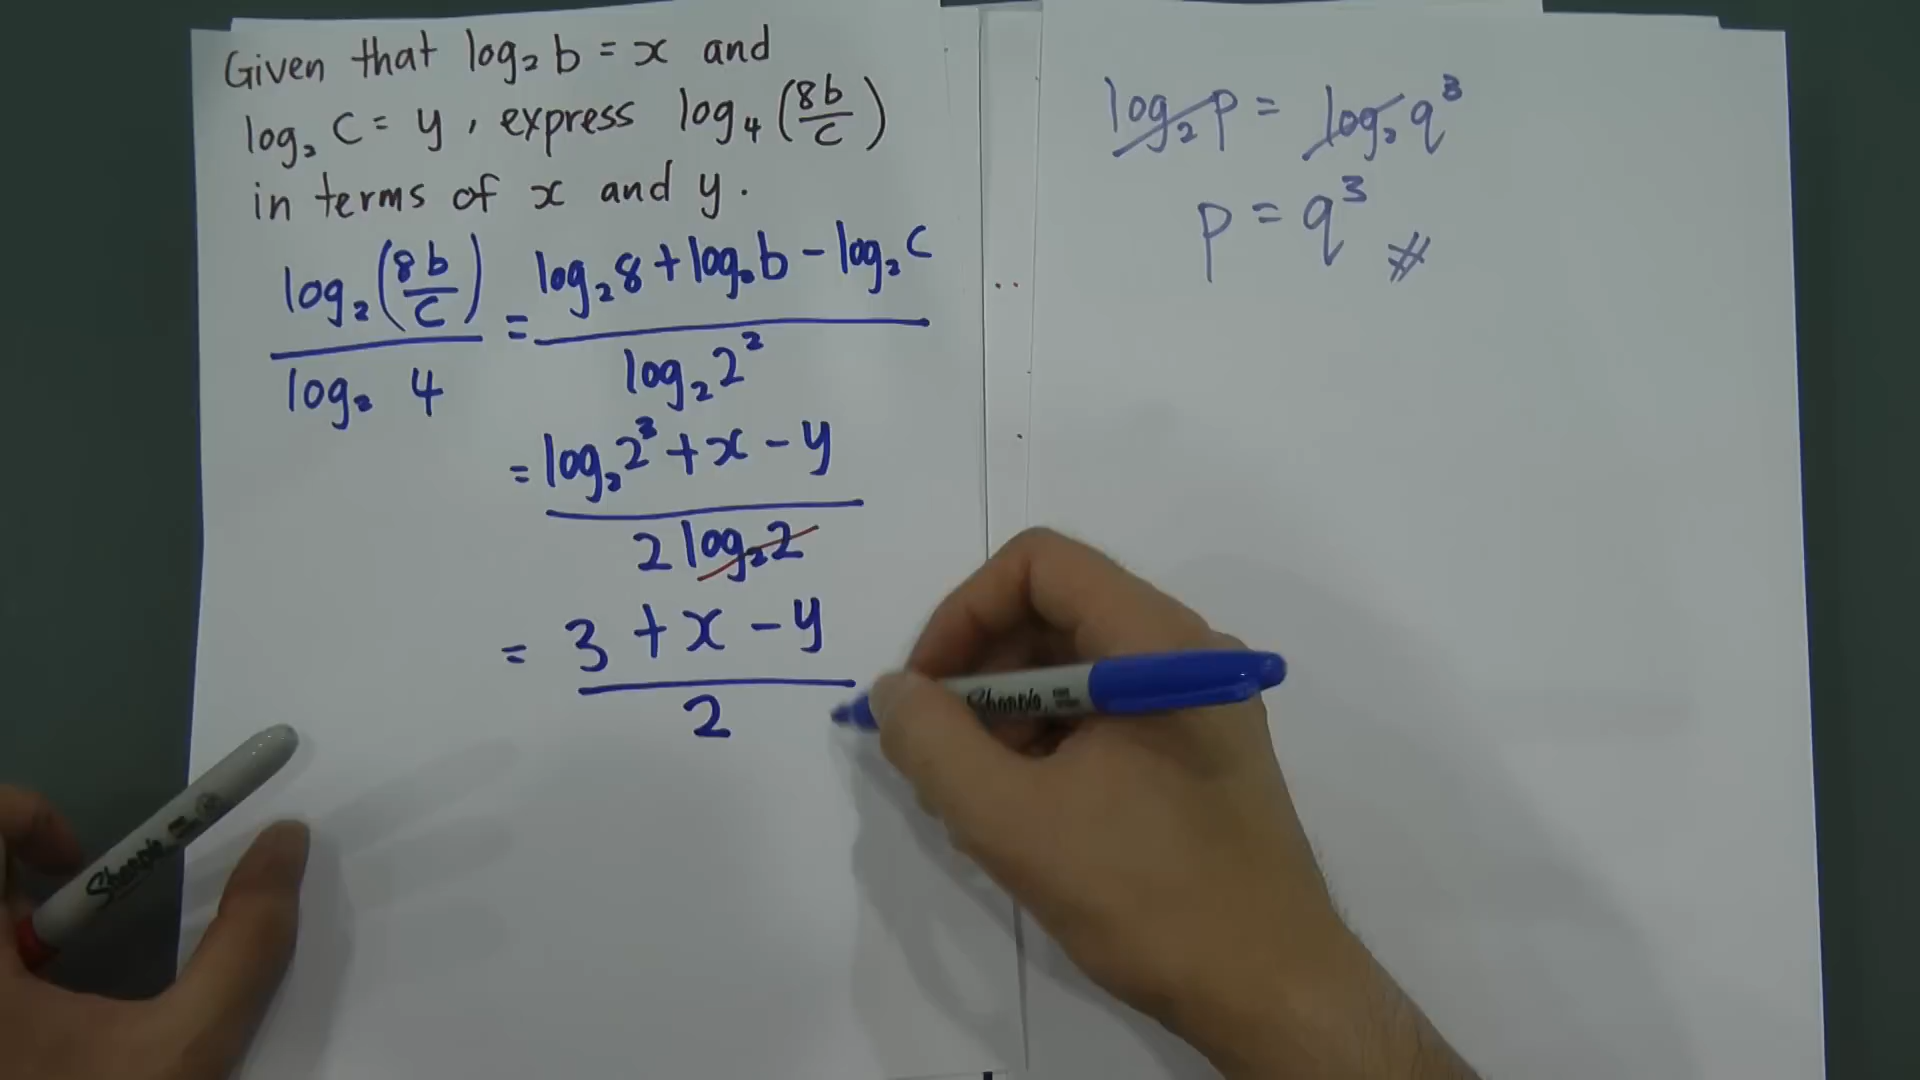 Given that log₂ b = x and
log₂ c = y, express log₄ (8b/c)
in terms of x and y.
log₂ (8b/c) / log₂ 4 = (log₂ 8 + log₂ b - log₂ c) / log₂ 2²
= (log₂ 2³ + x - y) / 2 log₂ 2
= (3 + x - y) / 2
log₂ p = log₂ q³
p = q³ #
Sharpie
Sharpie